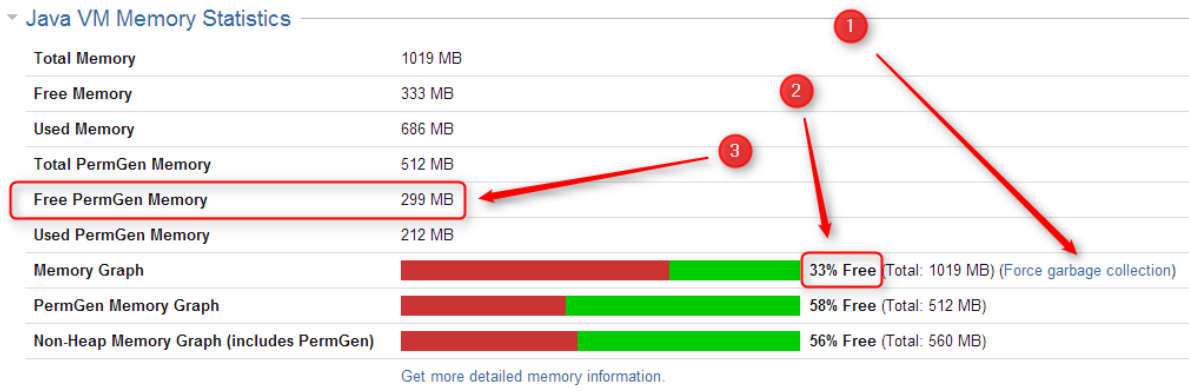 Java VM Memory Statistics
1
Total Memory 1019 MB
Free Memory 333 MB
2
Used Memory 686 MB
3
Total PermGen Memory 512 MB
Free PermGen Memory 299 MB
Used PermGen Memory 212 MB
Memory Graph 33% Free (Total: 1019 MB) (Force garbage collection)
PermGen Memory Graph 58% Free (Total: 512 MB)
Non-Heap Memory Graph (includes PermGen) 56% Free (Total: 560 MB)
Get more detailed memory information.